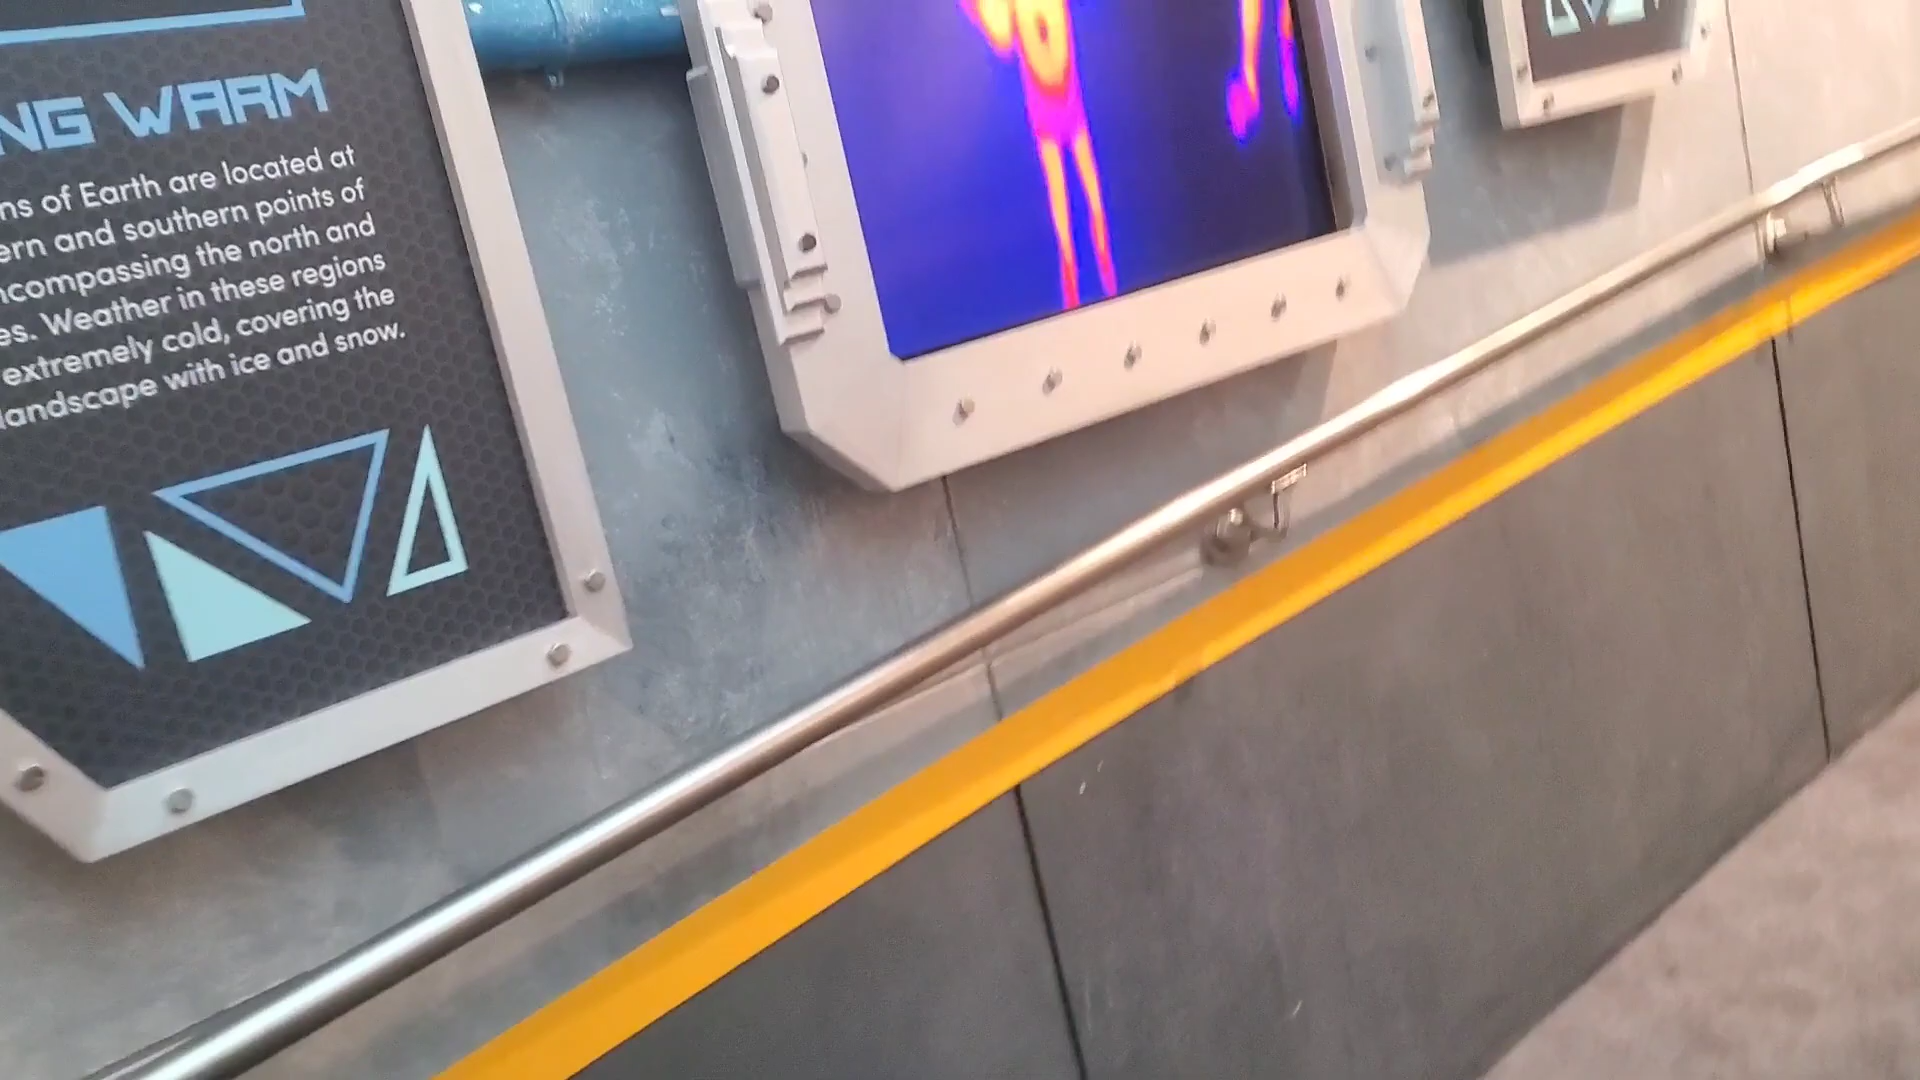 NG WARM
ns of Earth are located at
ern and southern points of
ncompassing the north and
es. Weather in these regions
extremely cold, covering the
landscape with ice and snow.